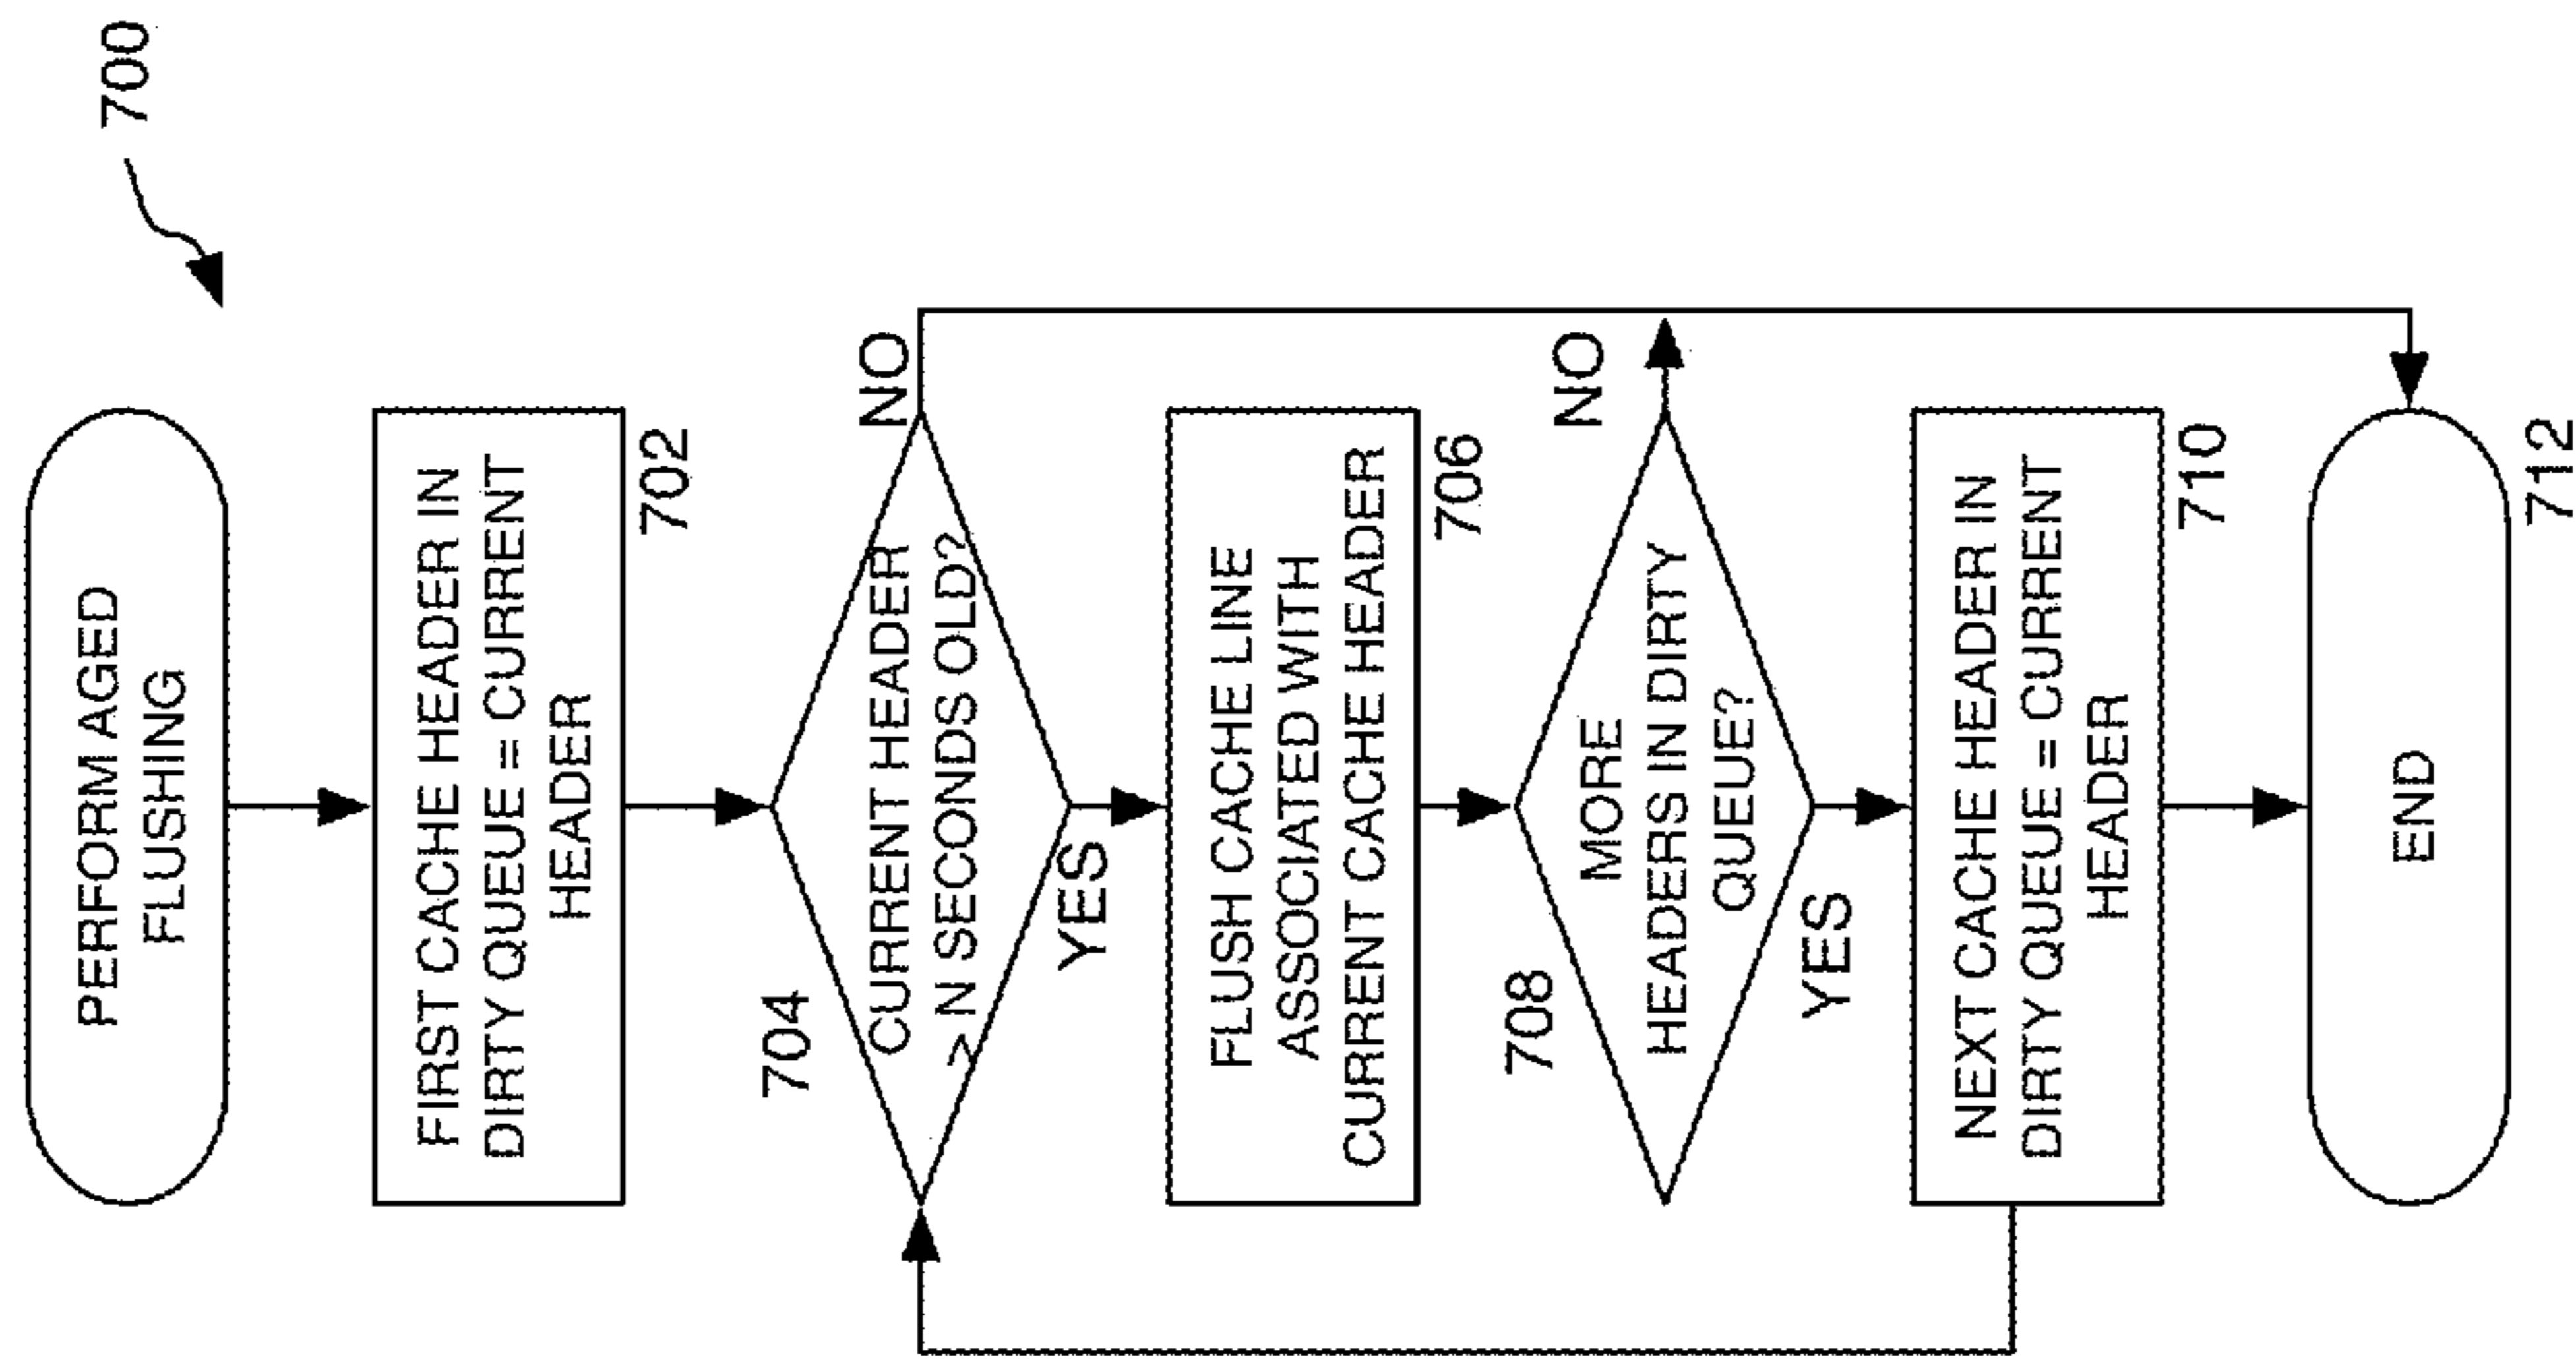 700
PERFORM AGED
FLUSHING
FIRST CACHE HEADER IN
DIRTY QUEUE = CURRENT
HEADER
702
704
CURRENT HEADER
> N SECONDS OLD?
NO
YES
FLUSH CACHE LINE
ASSOCIATED WITH
CURRENT CACHE HEADER
706
708
MORE
HEADERS IN DIRTY
QUEUE?
NO
YES
NEXT CACHE HEADER IN
DIRTY QUEUE = CURRENT
HEADER
710
END
712